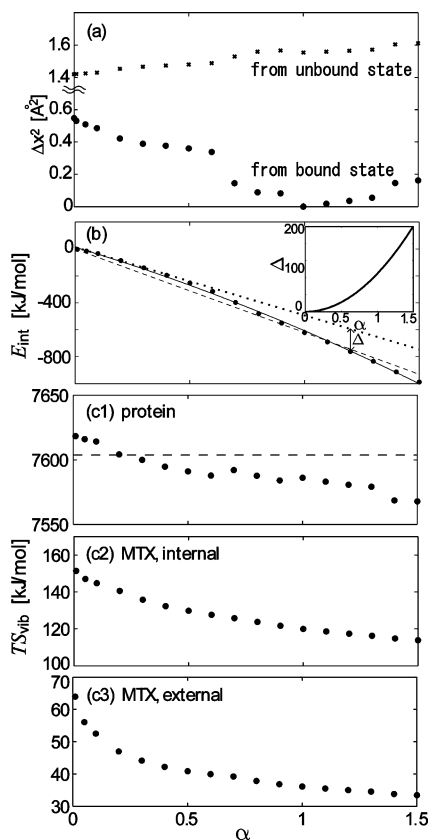 (a)
1.6
1.4
from unbound state
Δx² [Å²]
0.6
0.4
0.2
0
from bound state
(b)
0
-400
-800
E_int [kJ/mol]
200
100
0
Δ
0 0.5 1 1.5
α
Δ
7650
(c1) protein
7600
7550
140
(c2) MTX, internal
160
120
100
TS_vib [kJ/mol]
70
(c3) MTX, external
60
50
40
30
0 0.5 1 1.5
α